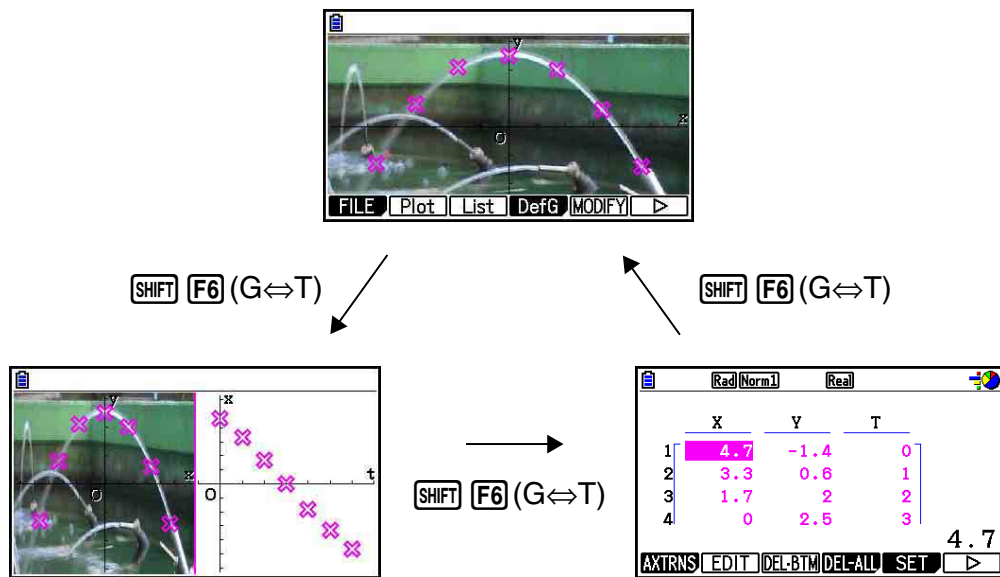 y
x
O
FILE Plot List DefG MODIFY ▷
SHIFT F6 (G⇔T)
SHIFT F6 (G⇔T)
y
x
O
x
t
O
SHIFT F6 (G⇔T)
Rad Norm1 Real
X Y T
1 4.7 -1.4 0
2 3.3 0.6 1
3 1.7 2 2
4 0 2.5 3
4.7
AXTRNS EDIT DEL-BTM DEL-ALL SET ▷